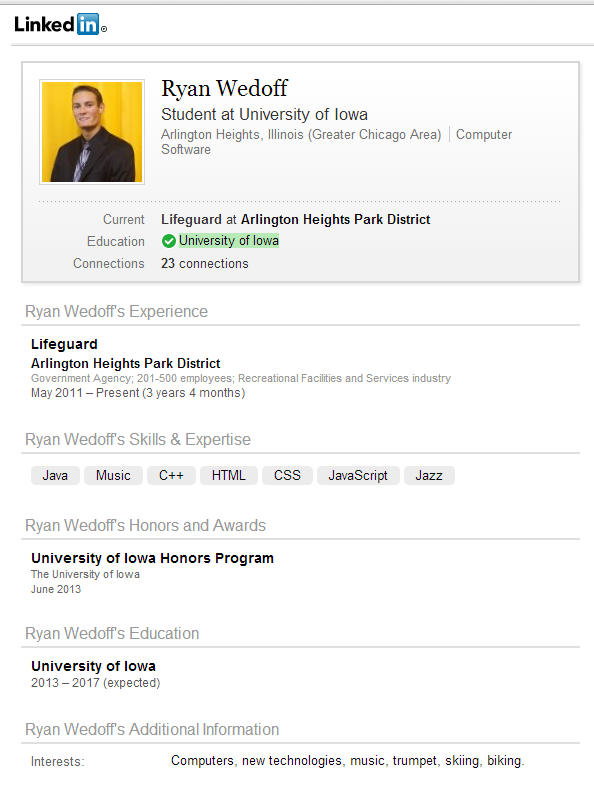 Linked in®
Ryan Wedoff
Student at University of Iowa
Arlington Heights, Illinois (Greater Chicago Area) | Computer
Software
Current Lifeguard at Arlington Heights Park District
Education University of Iowa
Connections 23 connections
Ryan Wedoff's Experience
Lifeguard
Arlington Heights Park District
Government Agency; 201-500 employees; Recreational Facilities and Services industry
May 2011 – Present (3 years 4 months)
Ryan Wedoff's Skills & Expertise
Java Music C++ HTML CSS JavaScript Jazz
Ryan Wedoff's Honors and Awards
University of Iowa Honors Program
The University of Iowa
June 2013
Ryan Wedoff's Education
University of Iowa
2013 – 2017 (expected)
Ryan Wedoff's Additional Information
Interests: Computers, new technologies, music, trumpet, skiing, biking.